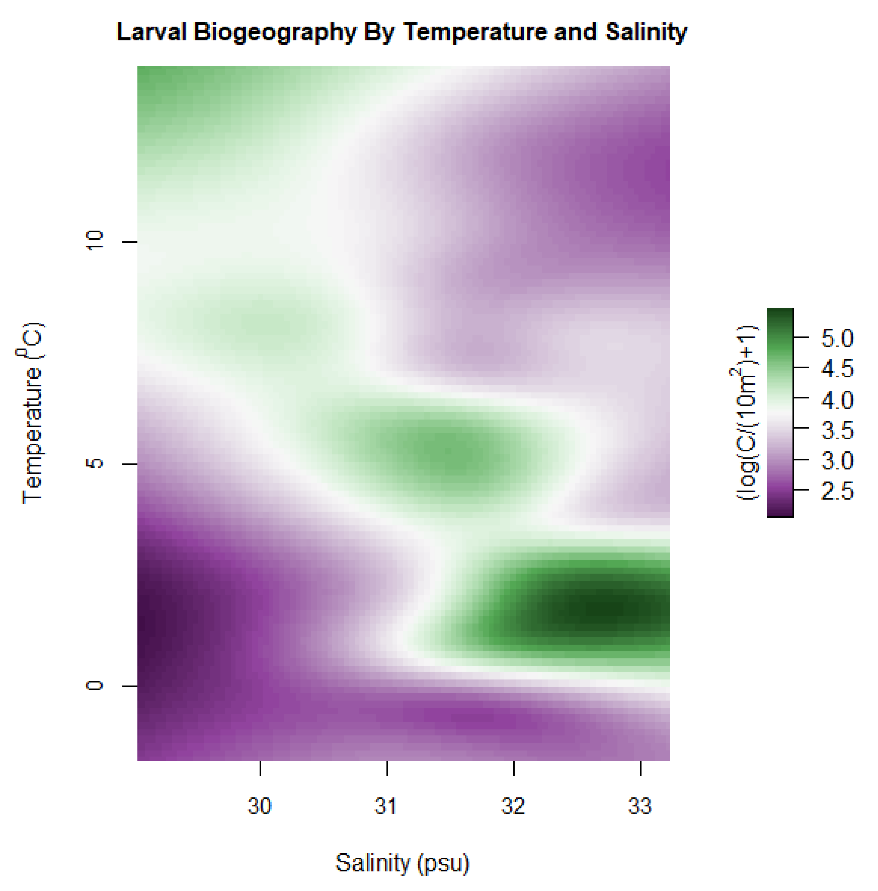 Larval Biogeography By Temperature and Salinity
10
5
0
Temperature (⁰C)
30 31 32 33
Salinity (psu)
(log(C/(10m²)+1)
5.0
4.5
4.0
3.5
3.0
2.5